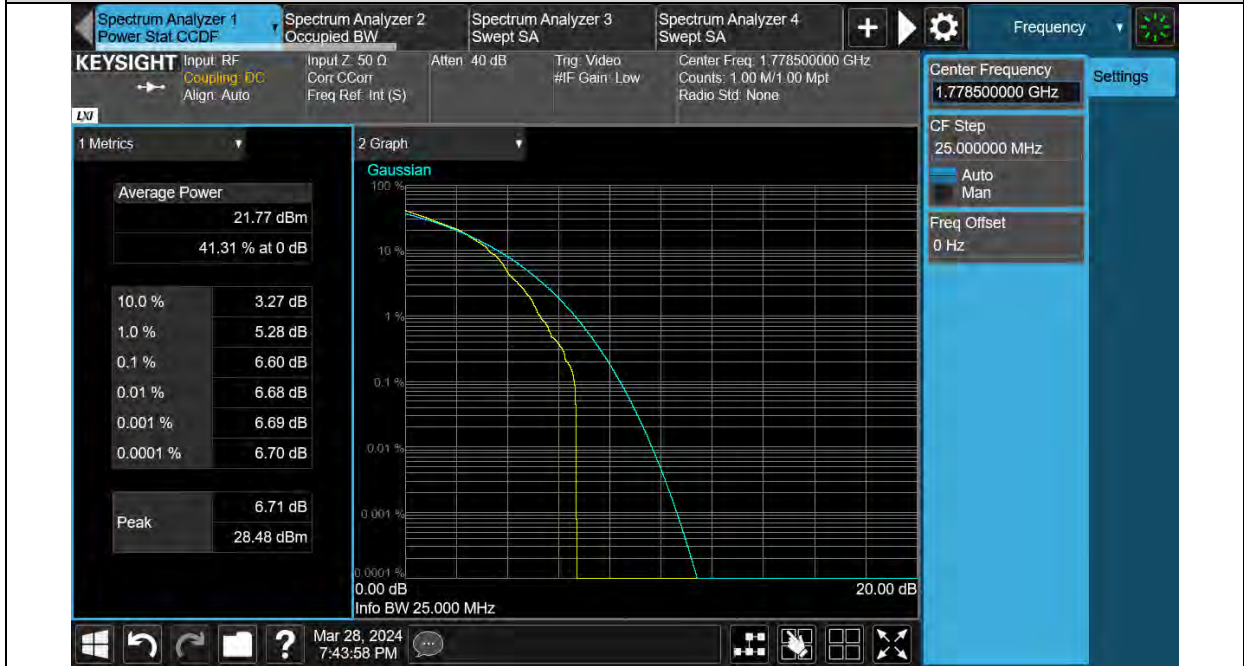 Spectrum Analyzer 1
Power Stat CCDF
Spectrum Analyzer 2
Occupied BW
Spectrum Analyzer 3
Swept SA
Spectrum Analyzer 4
Swept SA
+
Frequency
KEYSIGHT
LXI
Input: RF
Coupling: DC
Align: Auto
Input Z: 50 Ω
Corr CCorr
Freq Ref: Int (S)
Atten: 40 dB
Trig: Video
#IF Gain: Low
Center Freq: 1.778500000 GHz
Counts: 1.00 M/1.00 Mpt
Radio Std: None
Center Frequency
1.778500000 GHz
Settings
CF Step
25.000000 MHz
Auto
Man
Freq Offset
0 Hz
1 Metrics
Average Power
21.77 dBm
41.31 % at 0 dB
10.0 % 3.27 dB
1.0 % 5.28 dB
0.1 % 6.60 dB
0.01 % 6.68 dB
0.001 % 6.69 dB
0.0001 % 6.70 dB
Peak
6.71 dB
28.48 dBm
2 Graph
Gaussian
100 %
10 %
1 %
0.1 %
0.01 %
0.001 %
0.0001 %
0.00 dB
20.00 dB
Info BW 25.000 MHz
?
Mar 28, 2024
7:43:58 PM